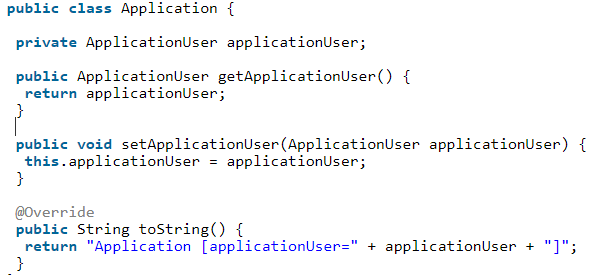 public class Application {
private ApplicationUser applicationUser;
public ApplicationUser getApplicationUser() {
return applicationUser;
}
public void setApplicationUser(ApplicationUser applicationUser) {
this.applicationUser = applicationUser;
}
@Override
public String toString() {
return "Application [applicationUser=" + applicationUser + "]";
}